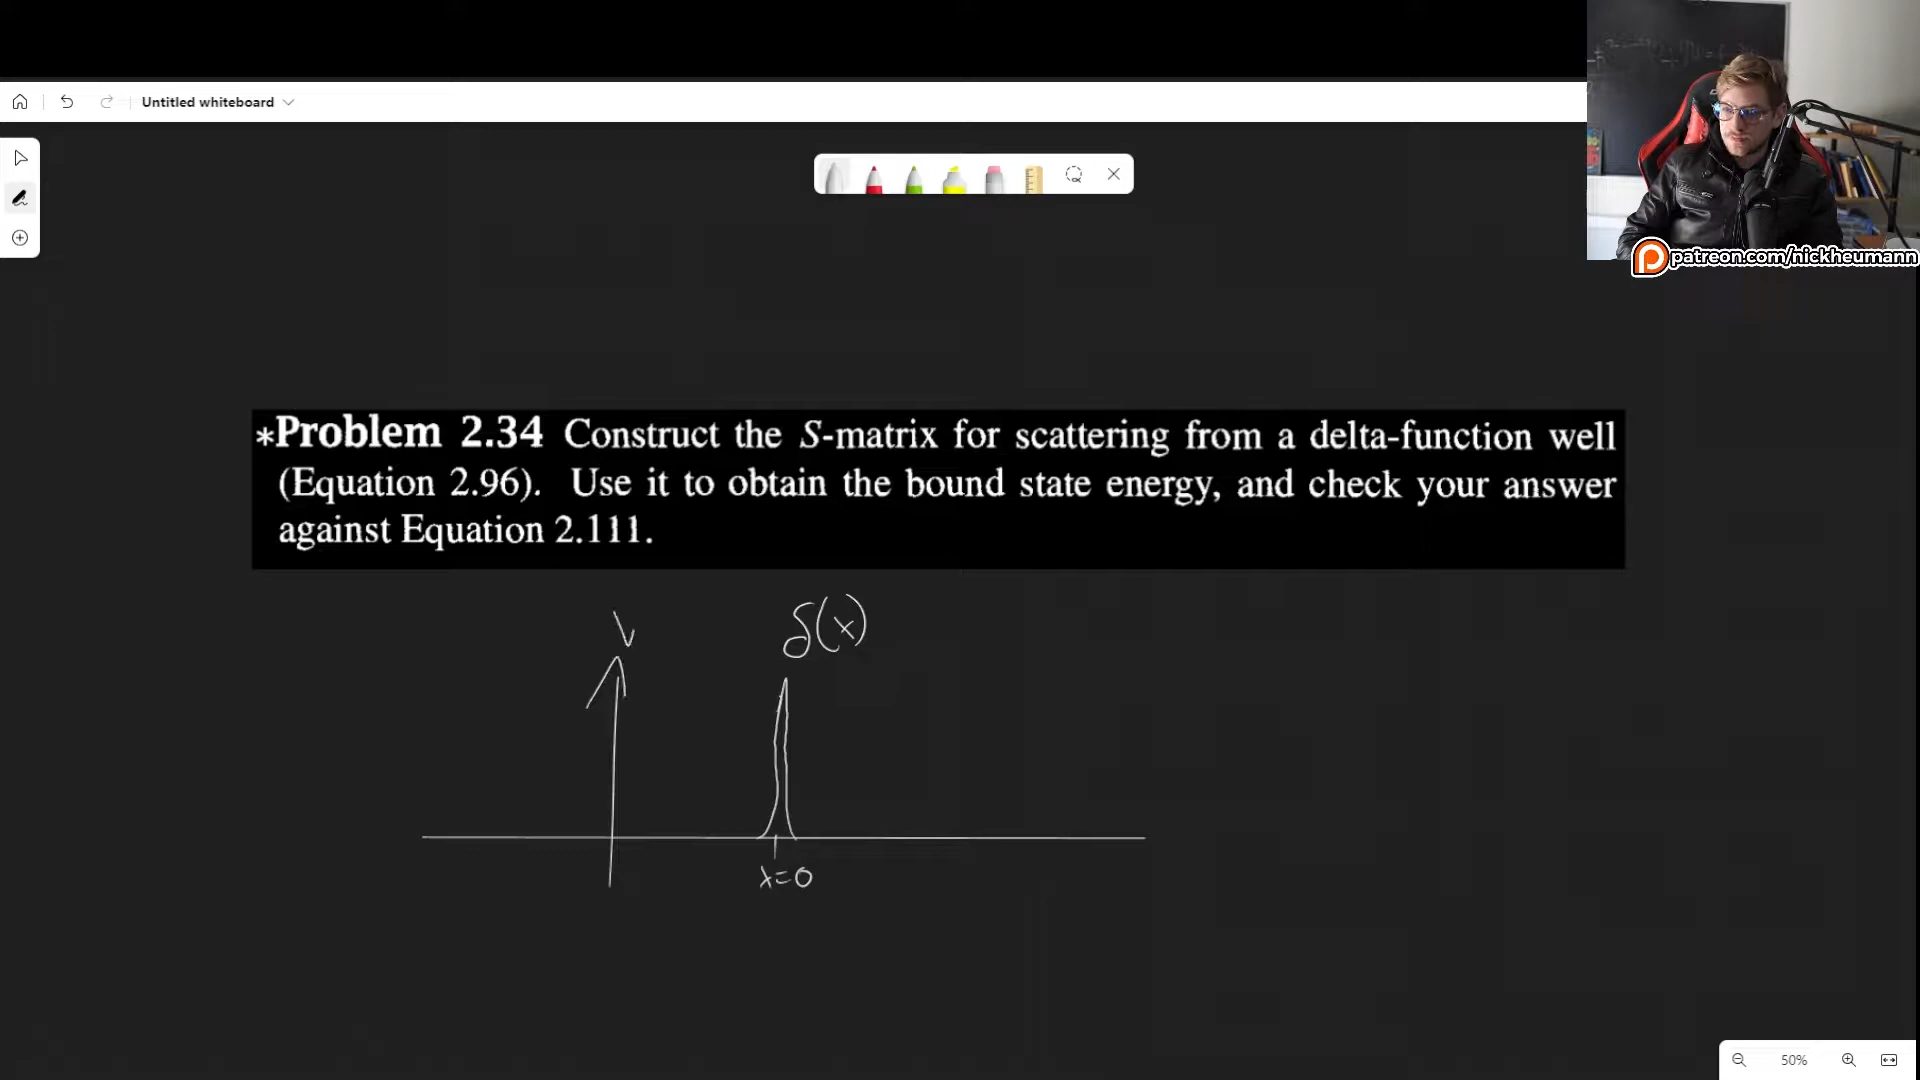 Untitled whiteboard
patreon.com/nickheumann
*Problem 2.34 Construct the S-matrix for scattering from a delta-function well
(Equation 2.96). Use it to obtain the bound state energy, and check your answer
against Equation 2.111.
V
δ(x)
x=0
50%